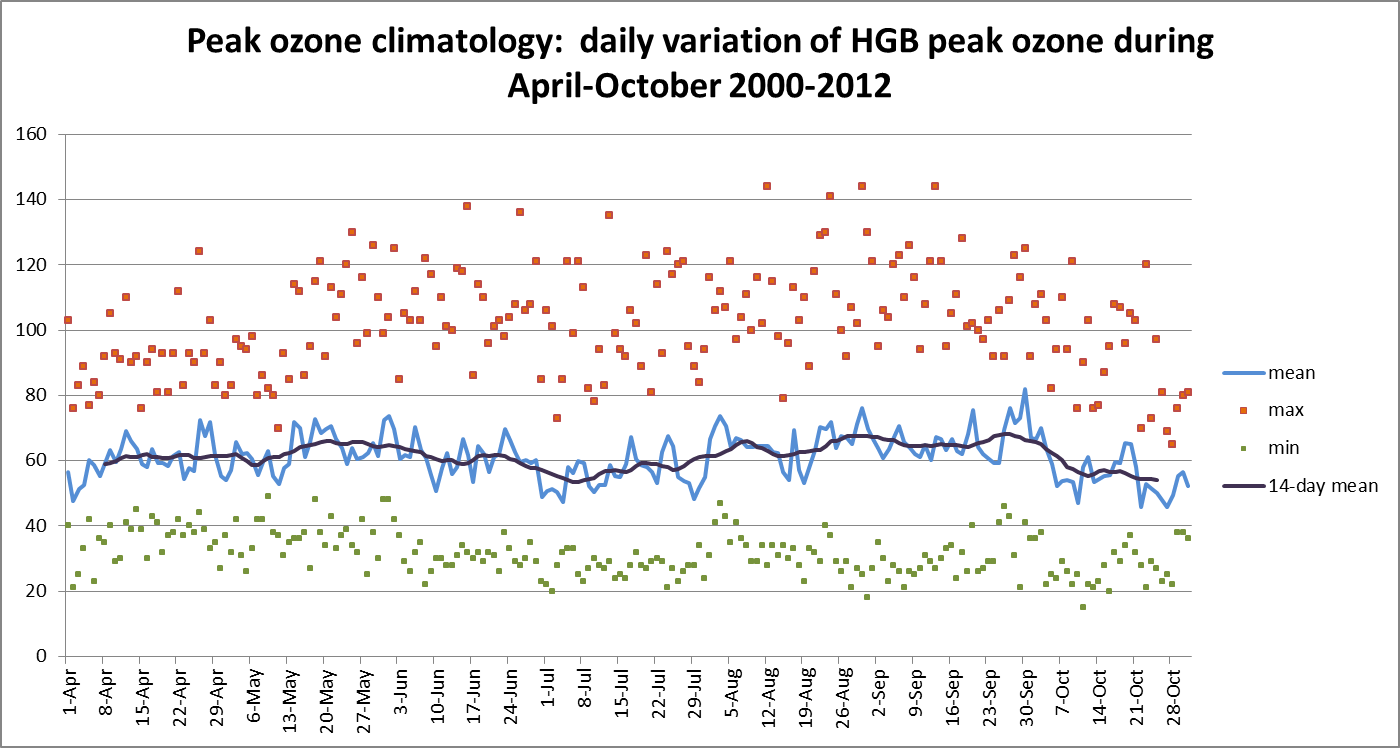 Peak ozone climatology:  daily variation of HGB peak ozone during
April-October 2000-2012
160
140
120
100
80
60
40
20
0
mean
max
min
14-day mean
1-Apr
8-Apr
15-Apr
22-Apr
29-Apr
6-May
13-May
20-May
27-May
3-Jun
10-Jun
17-Jun
24-Jun
1-Jul
8-Jul
15-Jul
22-Jul
29-Jul
5-Aug
12-Aug
19-Aug
26-Aug
2-Sep
9-Sep
16-Sep
23-Sep
30-Sep
7-Oct
14-Oct
21-Oct
28-Oct